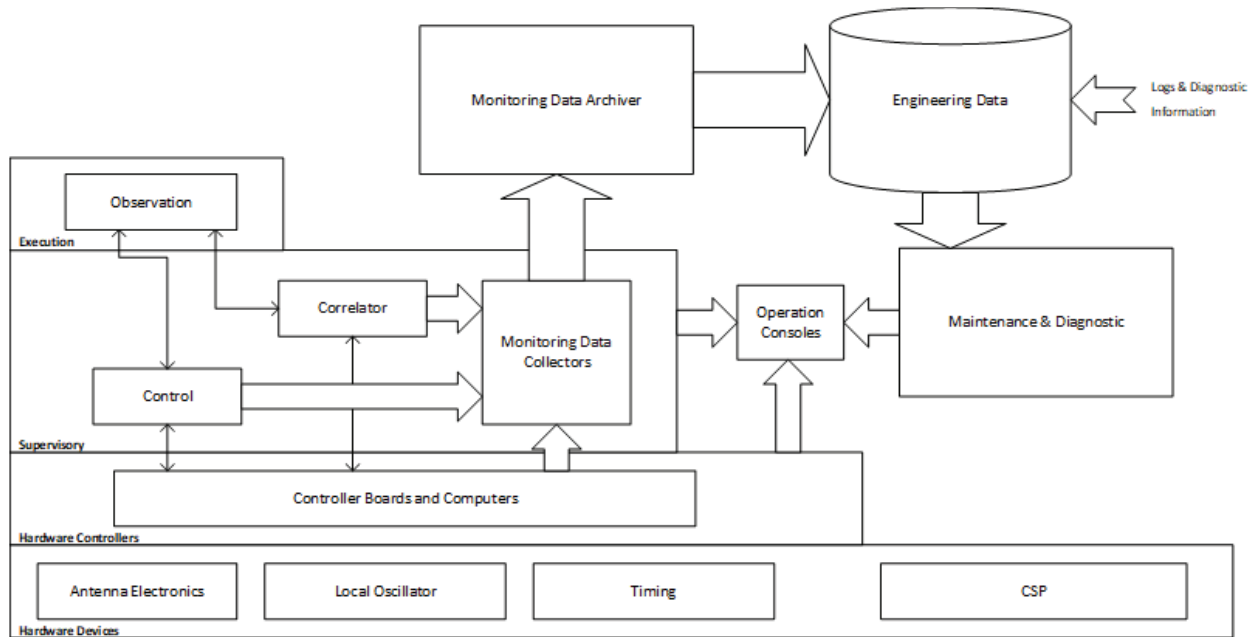 Monitoring Data Archiver
Engineering Data
Logs & Diagnostic
Information
Observation
Execution
Correlator
Monitoring Data
Collectors
Operation
Consoles
Maintenance & Diagnostic
Control
Supervisory
Controller Boards and Computers
Hardware Controllers
Antenna Electronics
Local Oscillator
Timing
CSP
Hardware Devices